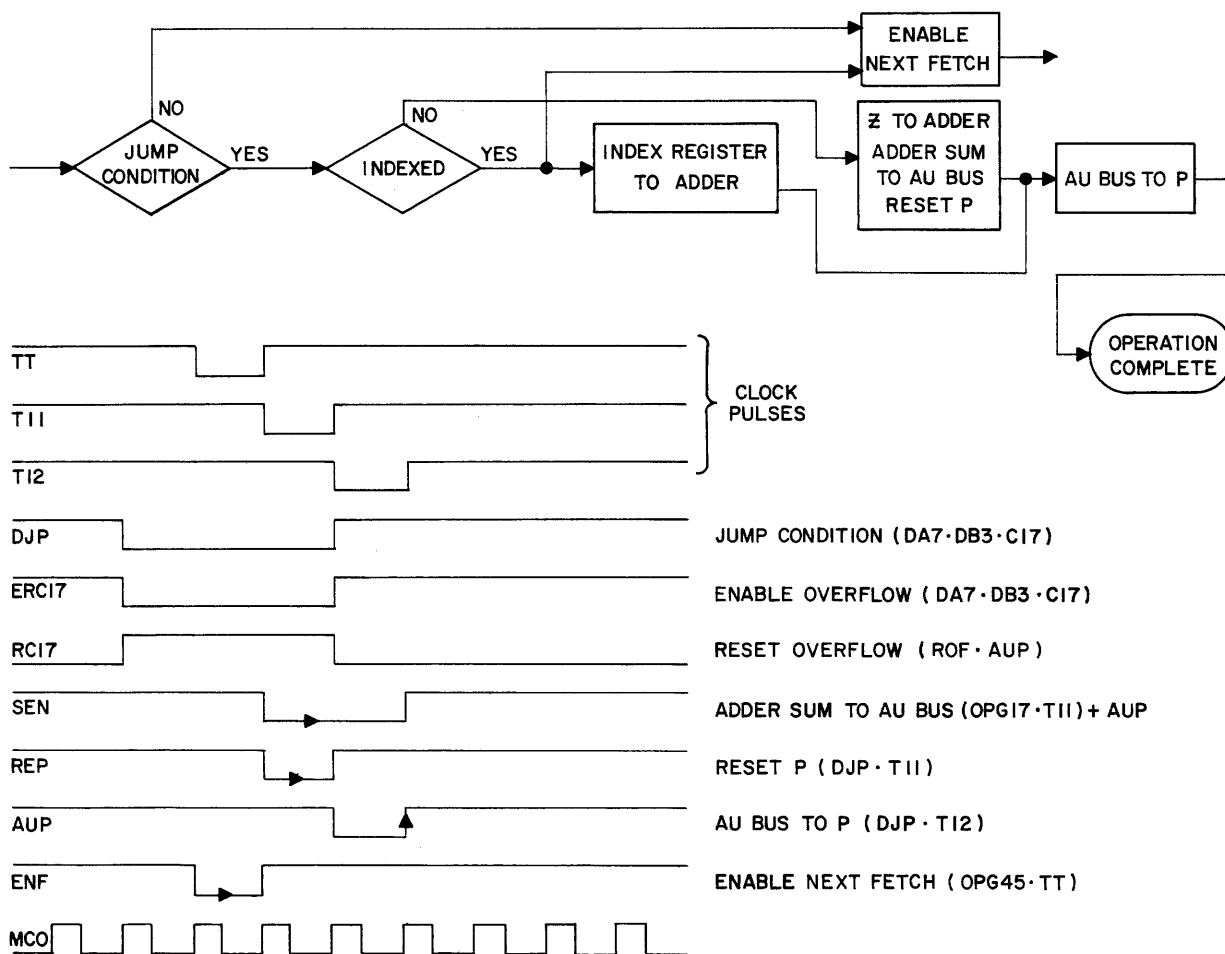 ENABLE
NEXT FETCH
NO
NO
JUMP
CONDITION
YES
INDEXED
YES
INDEX REGISTER
TO ADDER
Ƶ TO ADDER
ADDER SUM
TO AU BUS
RESET P
AU BUS TO P
OPERATION
COMPLETE
TT
T11
T12
CLOCK
PULSES
DJP
JUMP CONDITION (DA7·DB3·C17)
ERC17
ENABLE OVERFLOW (DA7·DB3·C17)
RC17
RESET OVERFLOW (ROF·AUP)
SEN
ADDER SUM TO AU BUS (OPG17·T11)+ AUP
REP
RESET P (DJP·T11)
AUP
AU BUS TO P (DJP·T12)
ENF
ENABLE NEXT FETCH (OPG45·TT)
MCO